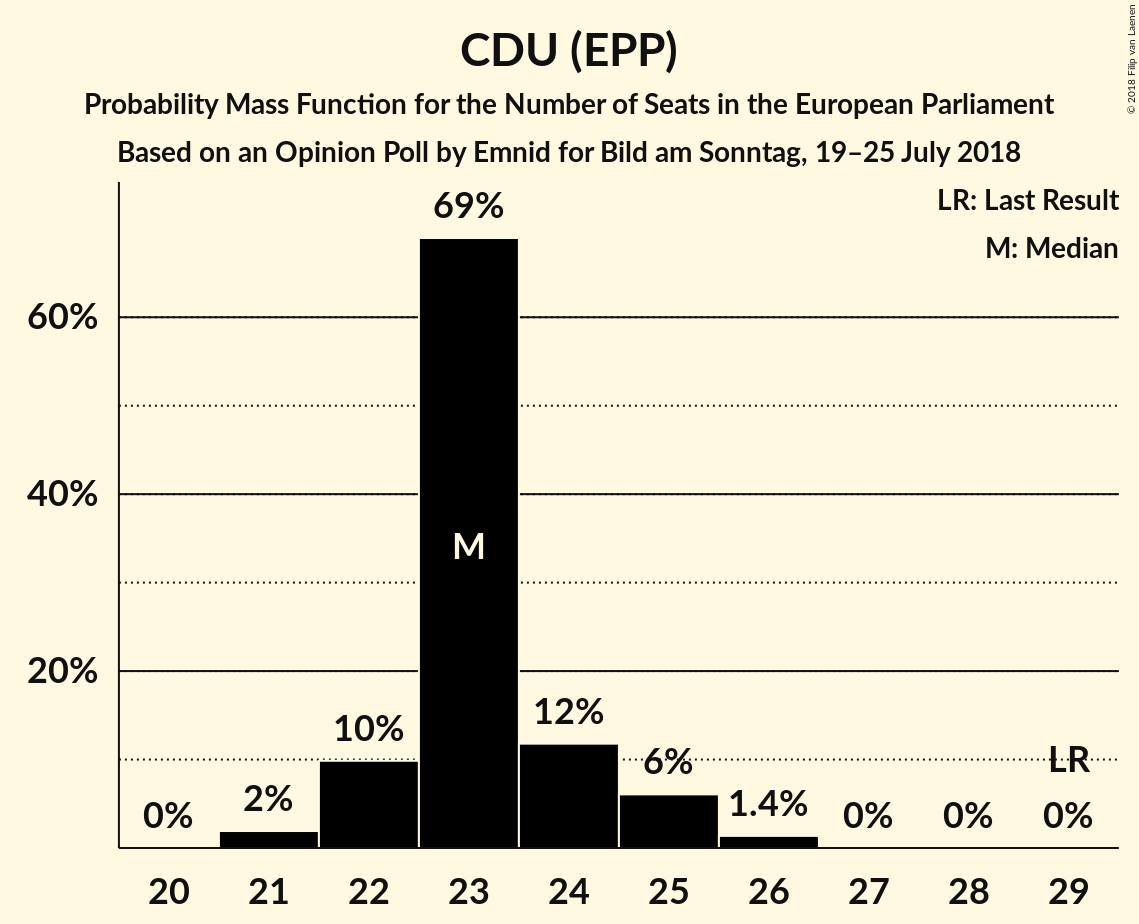 CDU (EPP)
Probability Mass Function for the Number of Seats in the European Parliament
Based on an Opinion Poll by Emnid for Bild am Sonntag, 19–25 July 2018
© 2018 Filip van Laenen
LR: Last Result
M: Median
69%
60%
40%
M
20%
12%
10%
6%
LR
2%
1.4%
0%
0%
0%
0%
20 21 22 23 24 25 26 27 28 29